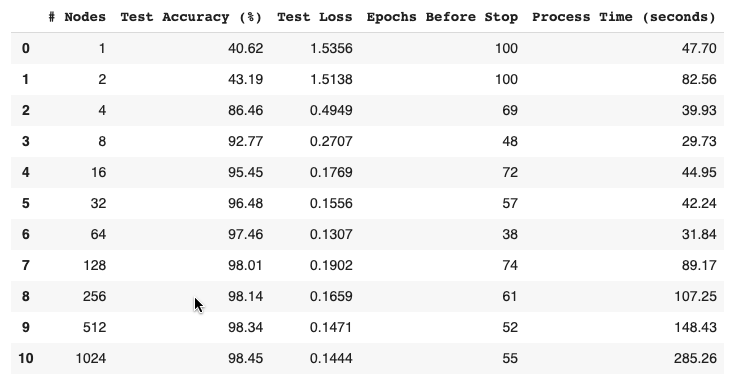 # Nodes Test Accuracy (%) Test Loss Epochs Before Stop Process Time (seconds)
0 1 40.62 1.5356 100 47.70
1 2 43.19 1.5138 100 82.56
2 4 86.46 0.4949 69 39.93
3 8 92.77 0.2707 48 29.73
4 16 95.45 0.1769 72 44.95
5 32 96.48 0.1556 57 42.24
6 64 97.46 0.1307 38 31.84
7 128 98.01 0.1902 74 89.17
8 256 98.14 0.1659 61 107.25
9 512 98.34 0.1471 52 148.43
10 1024 98.45 0.1444 55 285.26